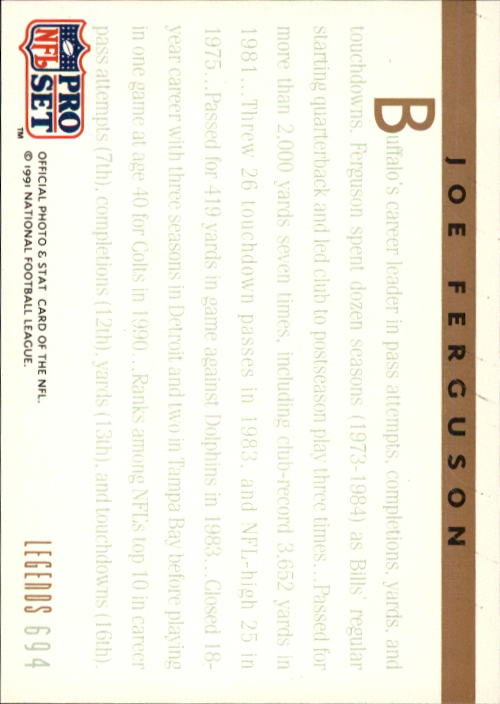 JOE FERGUSON
Buffalo's career leader in pass attempts, completions, yards, and
touchdowns. Ferguson spent dozen seasons (1973-1984) as Bills' regular
starting quarterback and led club to postseason play three times...Passed for
more than 2,000 yards seven times, including club-record 3,652 yards in
1981...Threw 26 touchdown passes in 1983, and NFL-high 25 in
1975...Passed for 419 yards in game against Dolphins in 1983...Closed 18-
year career with three seasons in Detroit and two in Tampa Bay before playing
in one game at age 40 for Colts in 1990...Ranks among NFL's top 10 in career
pass attempts (7th), completions (12th), yards (13th), and touchdowns (16th).
NFL
PRO
SET
TM
OFFICIAL PHOTO & STAT CARD OF THE NFL.
© 1991 NATIONAL FOOTBALL LEAGUE.
LEGENDS 694